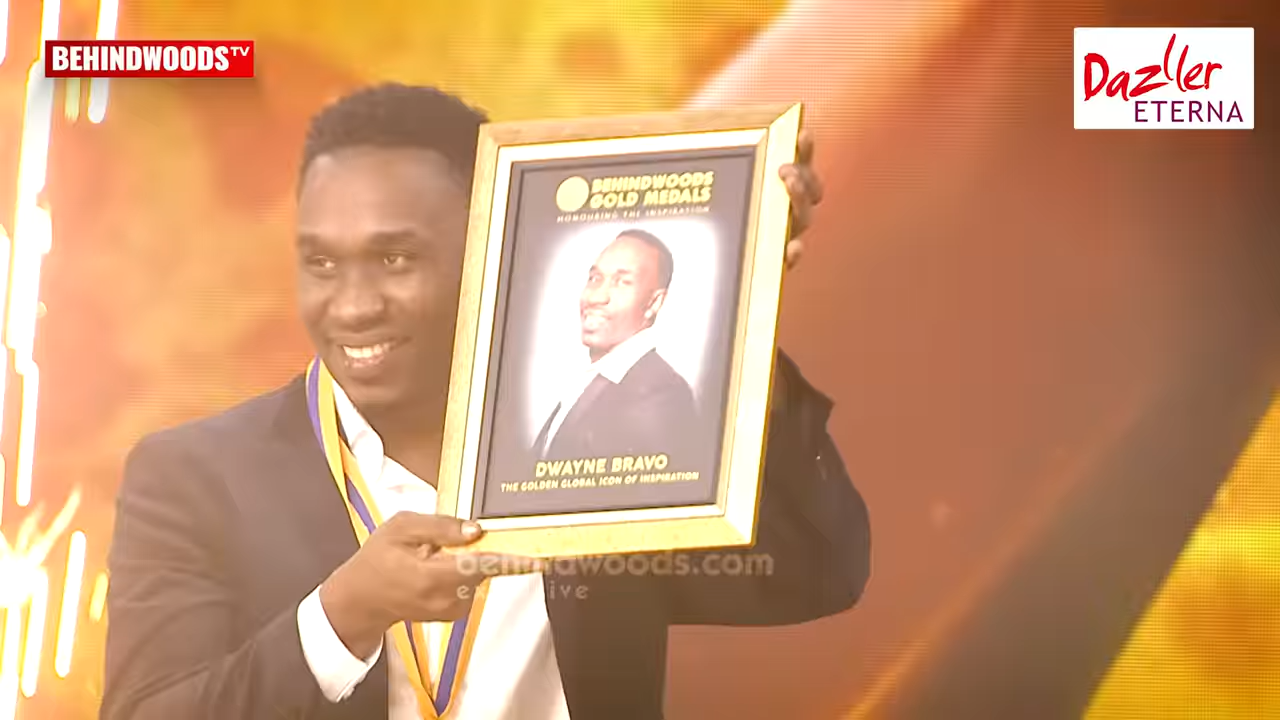 BEHINDWOODS TV
Dazller
ETERNA
BEHINDWOODS
GOLD MEDALS
HONOURING THE INSPIRATION
DWAYNE BRAVO
THE GOLDEN GLOBAL ICON OF INSPIRATION
behindwoods.com
exclusive